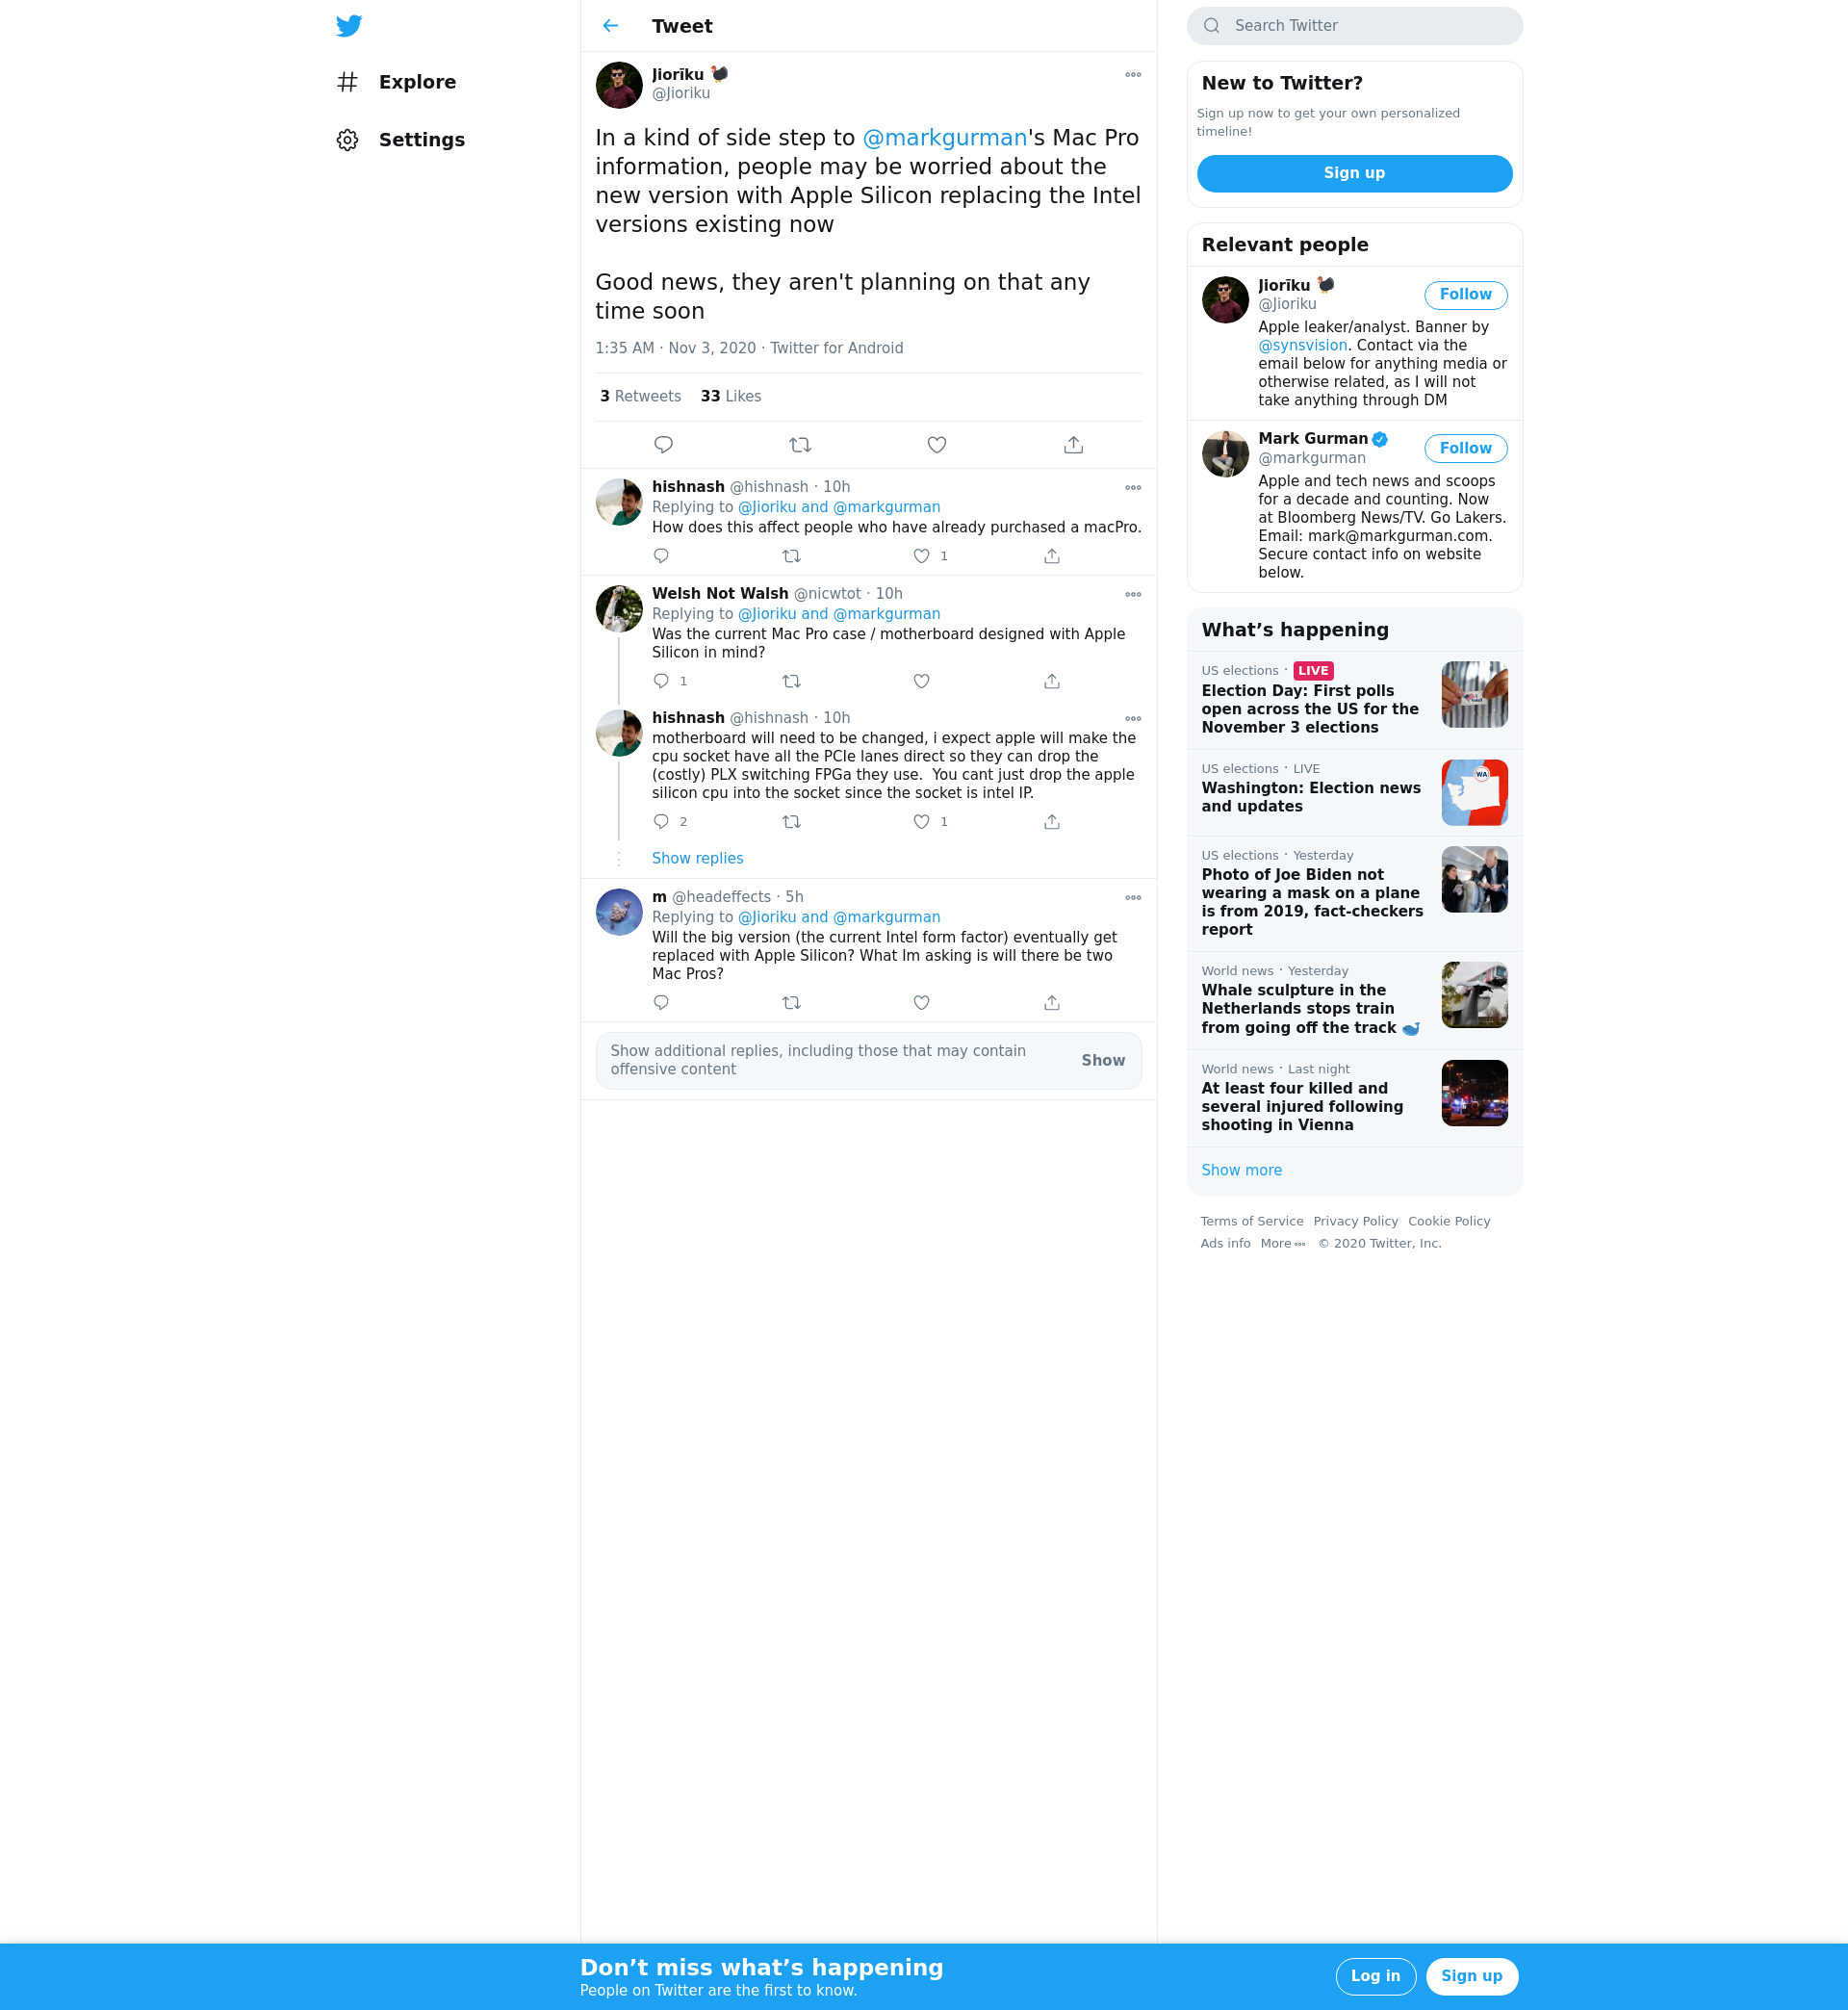 Explore
Settings
Tweet
Jiorīku 🦃
@Jioriku
In a kind of side step to @markgurman's Mac Pro
information, people may be worried about the
new version with Apple Silicon replacing the Intel
versions existing now
Good news, they aren't planning on that any
time soon
1:35 AM · Nov 3, 2020 · Twitter for Android
3 Retweets 33 Likes
hishnash @hishnash · 10h
Replying to @Jioriku and @markgurman
How does this affect people who have already purchased a macPro.
1
Welsh Not Walsh @nicwtot · 10h
Replying to @Jioriku and @markgurman
Was the current Mac Pro case / motherboard designed with Apple
Silicon in mind?
1
hishnash @hishnash · 10h
motherboard will need to be changed, i expect apple will make the
cpu socket have all the PCIe lanes direct so they can drop the
(costly) PLX switching FPGa they use.  You cant just drop the apple
silicon cpu into the socket since the socket is intel IP.
2 1
Show replies
m @headeffects · 5h
Replying to @Jioriku and @markgurman
Will the big version (the current Intel form factor) eventually get
replaced with Apple Silicon? What Im asking is will there be two
Mac Pros?
Show additional replies, including those that may contain
offensive content
Show
Search Twitter
New to Twitter?
Sign up now to get your own personalized
timeline!
Sign up
Relevant people
Jiorīku 🦃
@Jioriku
Follow
Apple leaker/analyst. Banner by
@synsvision. Contact via the
email below for anything media or
otherwise related, as I will not
take anything through DM
Mark Gurman
@markgurman
Follow
Apple and tech news and scoops
for a decade and counting. Now
at Bloomberg News/TV. Go Lakers.
Email: mark@markgurman.com.
Secure contact info on website
below.
What's happening
US elections · LIVE
Election Day: First polls
open across the US for the
November 3 elections
US elections · LIVE
Washington: Election news
and updates
WA
US elections · Yesterday
Photo of Joe Biden not
wearing a mask on a plane
is from 2019, fact-checkers
report
World news · Yesterday
Whale sculpture in the
Netherlands stops train
from going off the track 🐳
World news · Last night
At least four killed and
several injured following
shooting in Vienna
Show more
Terms of Service Privacy Policy Cookie Policy
Ads info More © 2020 Twitter, Inc.
Don't miss what's happening
People on Twitter are the first to know.
Log in
Sign up